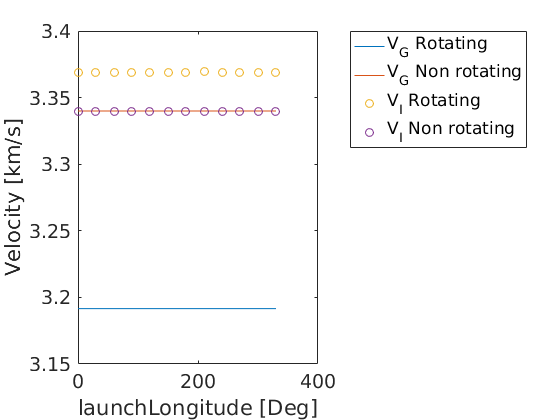 3.4
3.35
3.3
3.25
3.2
3.15
Velocity [km/s]
0 200 400
launchLongitude [Deg]
V_G Rotating
V_G Non rotating
V_I Rotating
V_I Non rotating